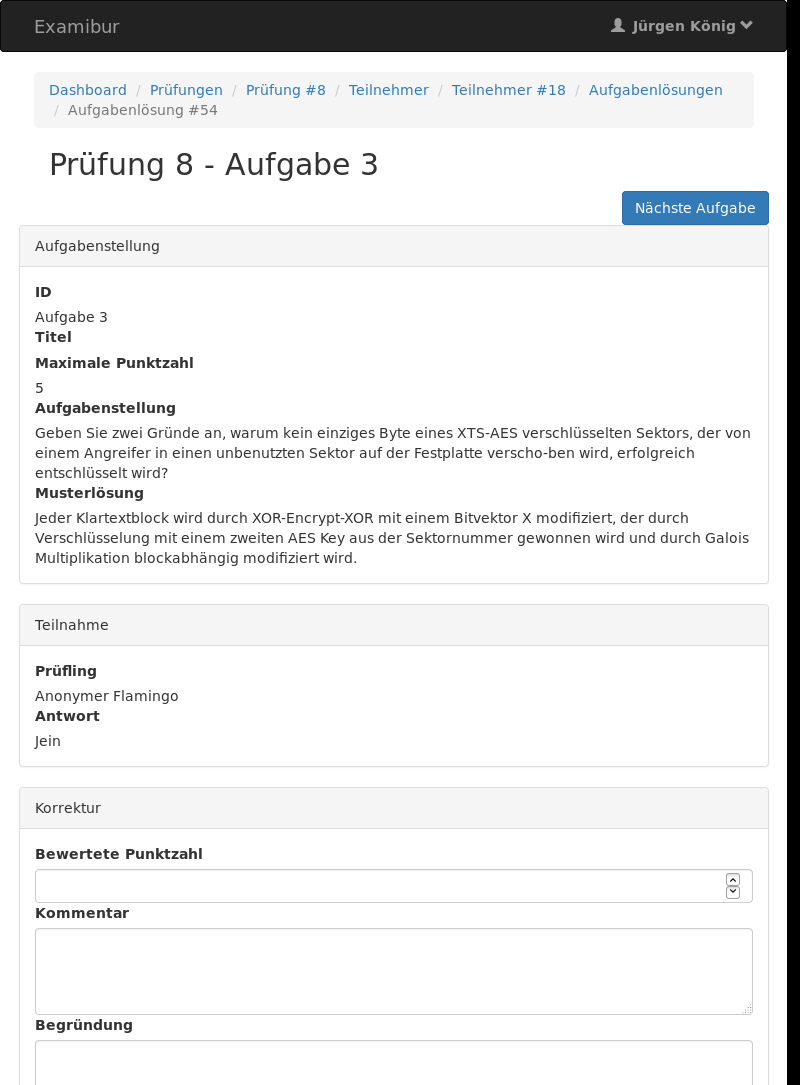 Examibur
Jürgen König
Dashboard / Prüfungen / Prüfung #8 / Teilnehmer / Teilnehmer #18 / Aufgabenlösungen
/ Aufgabenlösung #54
Prüfung 8 - Aufgabe 3
Nächste Aufgabe
Aufgabenstellung
ID
Aufgabe 3
Titel
Maximale Punktzahl
5
Aufgabenstellung
Geben Sie zwei Gründe an, warum kein einziges Byte eines XTS-AES verschlüsselten Sektors, der von
einem Angreifer in einen unbenutzten Sektor auf der Festplatte verscho-ben wird, erfolgreich
entschlüsselt wird?
Musterlösung
Jeder Klartextblock wird durch XOR-Encrypt-XOR mit einem Bitvektor X modifiziert, der durch
Verschlüsselung mit einem zweiten AES Key aus der Sektornummer gewonnen wird und durch Galois
Multiplikation blockabhängig modifiziert wird.
Teilnahme
Prüfling
Anonymer Flamingo
Antwort
Jein
Korrektur
Bewertete Punktzahl
Kommentar
Begründung